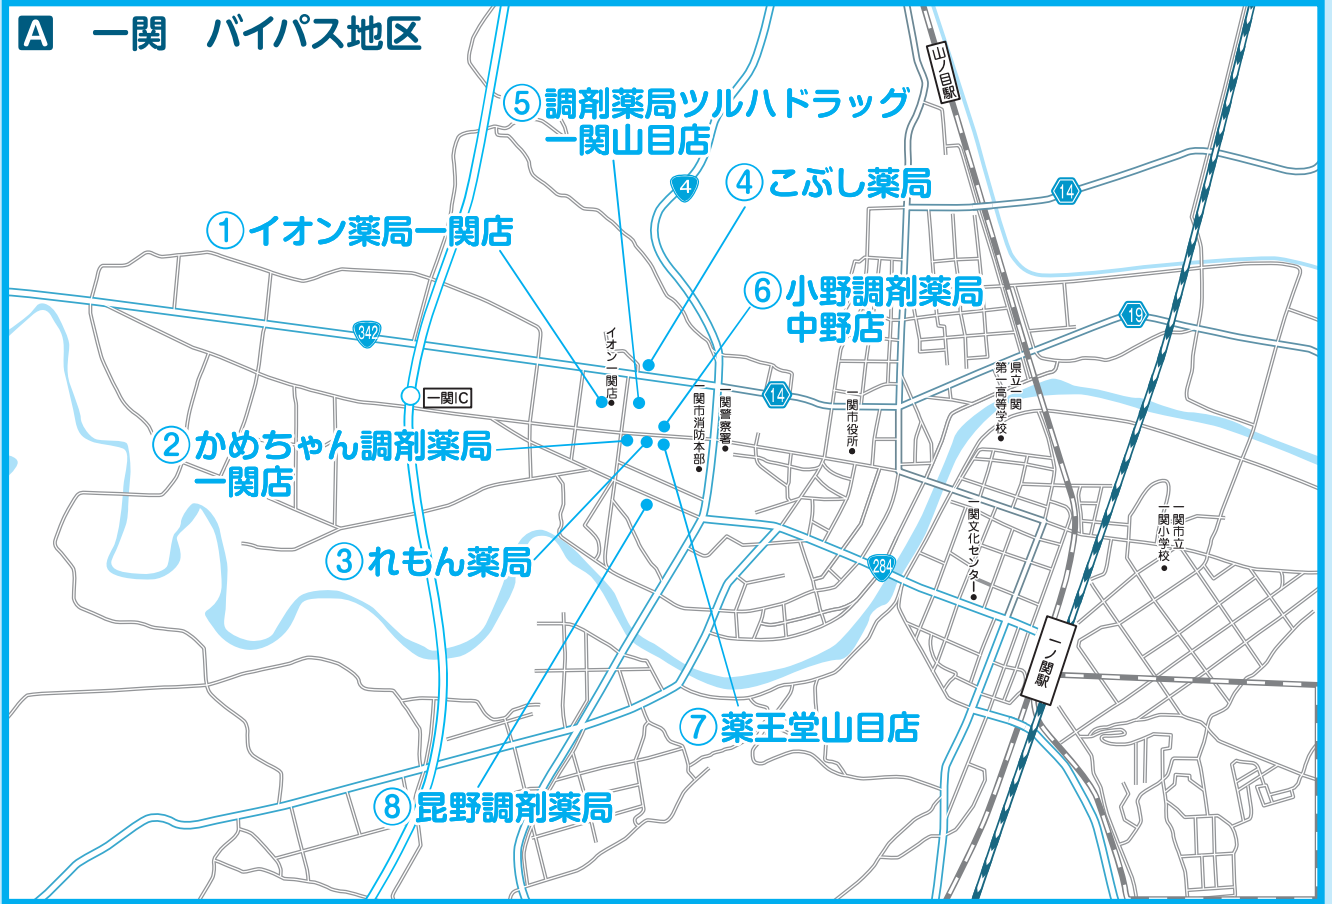 A 一関 バイパス地区
山ノ目駅
⑤調剤薬局ツルハドラッグ
一関山目店
4
④こぶし薬局
14
①イオン薬局一関店
⑥小野調剤薬局
中野店
19
342
イオン一関店
14
一関IC
県立一関
第一高等学校
一関警察署
一関市消防本部
一関市役所
②かめちゃん調剤薬局
一関店
一関文化センター
一関市立
一関小学校
③れもん薬局
284
一ノ関駅
⑦薬王堂山目店
⑧昆野調剤薬局